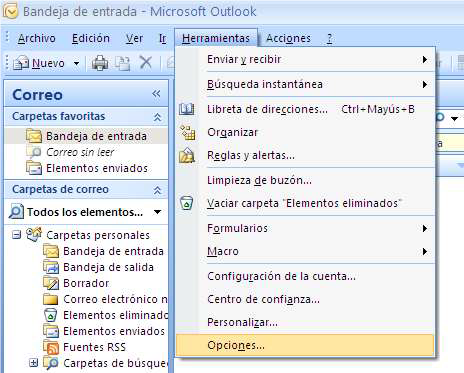 Bandeja de entrada - Microsoft Outlook
Archivo Edición Ver Ir Herramientas Acciones ?
Nuevo
Correo
Carpetas favoritas
Bandeja de entrada
Correo sin leer
Elementos enviados
Carpetas de correo
Todos los elementos...
Carpetas personales
Bandeja de entrada
Bandeja de salida
Borrador
Correo electrónico n
Elementos eliminado
Elementos enviados
Fuentes RSS
Carpetas de búsque
Enviar y recibir
Búsqueda instantánea
Libreta de direcciones... Ctrl+Mayús+B
Organizar
Reglas y alertas...
Limpieza de buzón...
Vaciar carpeta "Elementos eliminados"
Formularios
Macro
Configuración de la cuenta...
Centro de confianza...
Personalizar...
Opciones...